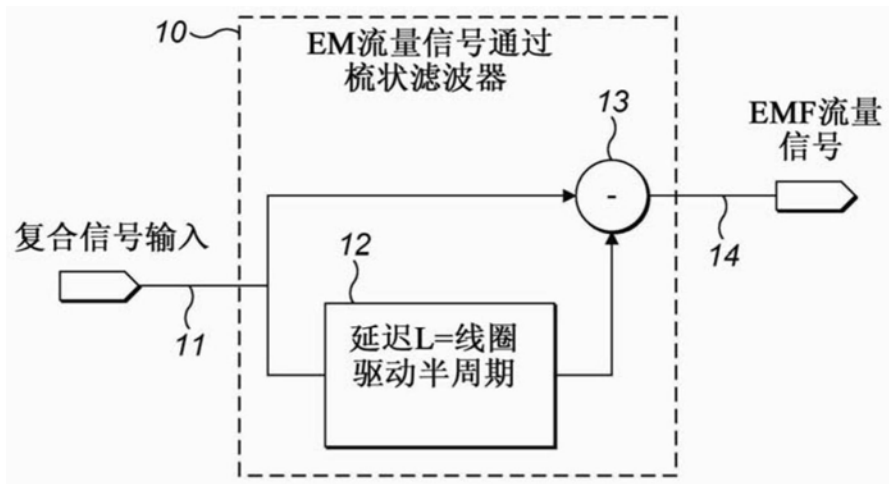 10
EM流量信号通过
梳状滤波器
13
EMF流量
信号
复合信号输入
11
12
延迟L=线圈
驱动半周期
-
14